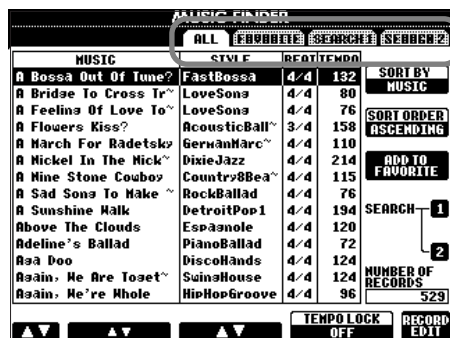 MUSIC FINDER
ALL FAVORITE SEARCH1 SEARCH2
MUSIC STYLE BEAT TEMPO
A Bossa Out Of Tune? FastBossa 4/4 132
A Bridge To Cross Tr~ LoveSong 4/4 80
A Feeling Of Love To~ LoveSong 4/4 76
A Flowers Kiss? AcousticBall~ 3/4 158
A March For Radetsky GermanMarc~ 4/4 110
A Nickel In The Nick~ DixieJazz 4/4 214
A Nine Stone Cowboy Country8Bea~ 4/4 115
A Sad Song To Make ~ RockBallad 4/4 76
A Sunshine Walk DetroitPop1 4/4 194
Above The Clouds Espagnole 4/4 120
Adeline's Ballad PianoBallad 4/4 72
Aga Doo DiscoHands 4/4 124
Again, We Are Toget~ SwingHouse 4/4 124
Again, We're Whole HipHopGroove 4/4 96
SORT BY
MUSIC
SORT ORDER
ASCENDING
ADD TO
FAVORITE
SEARCH 1
2
NUMBER OF
RECORDS
529
TEMPO LOCK
OFF
RECORD
EDIT